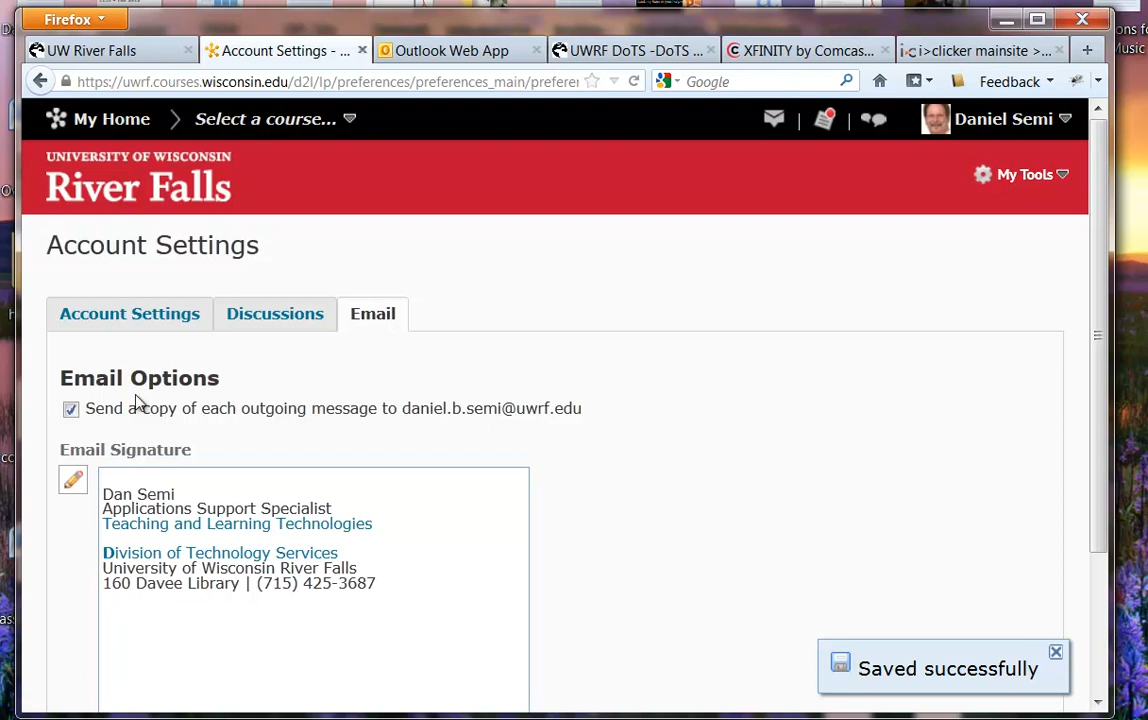 Firefox
UW River Falls
Account Settings - ...
Outlook Web App
UWRF DoTS -DoTS ...
XFINITY by Comcas...
i>clicker mainsite >...
https://uwrf.courses.wisconsin.edu/d2l/lp/preferences/preferences_main/prefere
Google
Feedback
My Home
Select a course...
Daniel Semi
UNIVERSITY OF WISCONSIN
River Falls
My Tools
Account Settings
Account Settings
Discussions
Email
Email Options
Send a copy of each outgoing message to daniel.b.semi@uwrf.edu
Email Signature
Dan Semi
Applications Support Specialist
Teaching and Learning Technologies
Division of Technology Services
University of Wisconsin River Falls
160 Davee Library | (715) 425-3687
Saved successfully